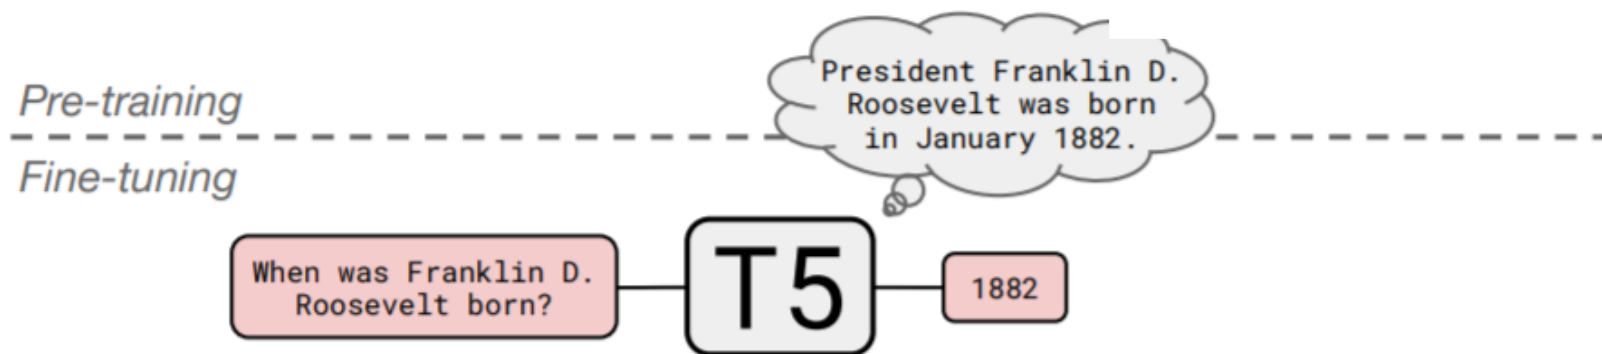 Pre-training
President Franklin D.
Roosevelt was born
in January 1882.
Fine-tuning
When was Franklin D.
Roosevelt born?
T5
1882